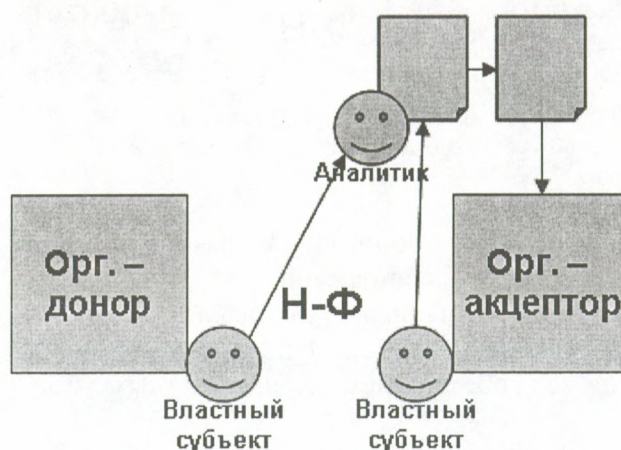 Аналитик
Орг. –
донор
Н-Ф
Орг. –
акцептор
Властный
субъект
Властный
субъект